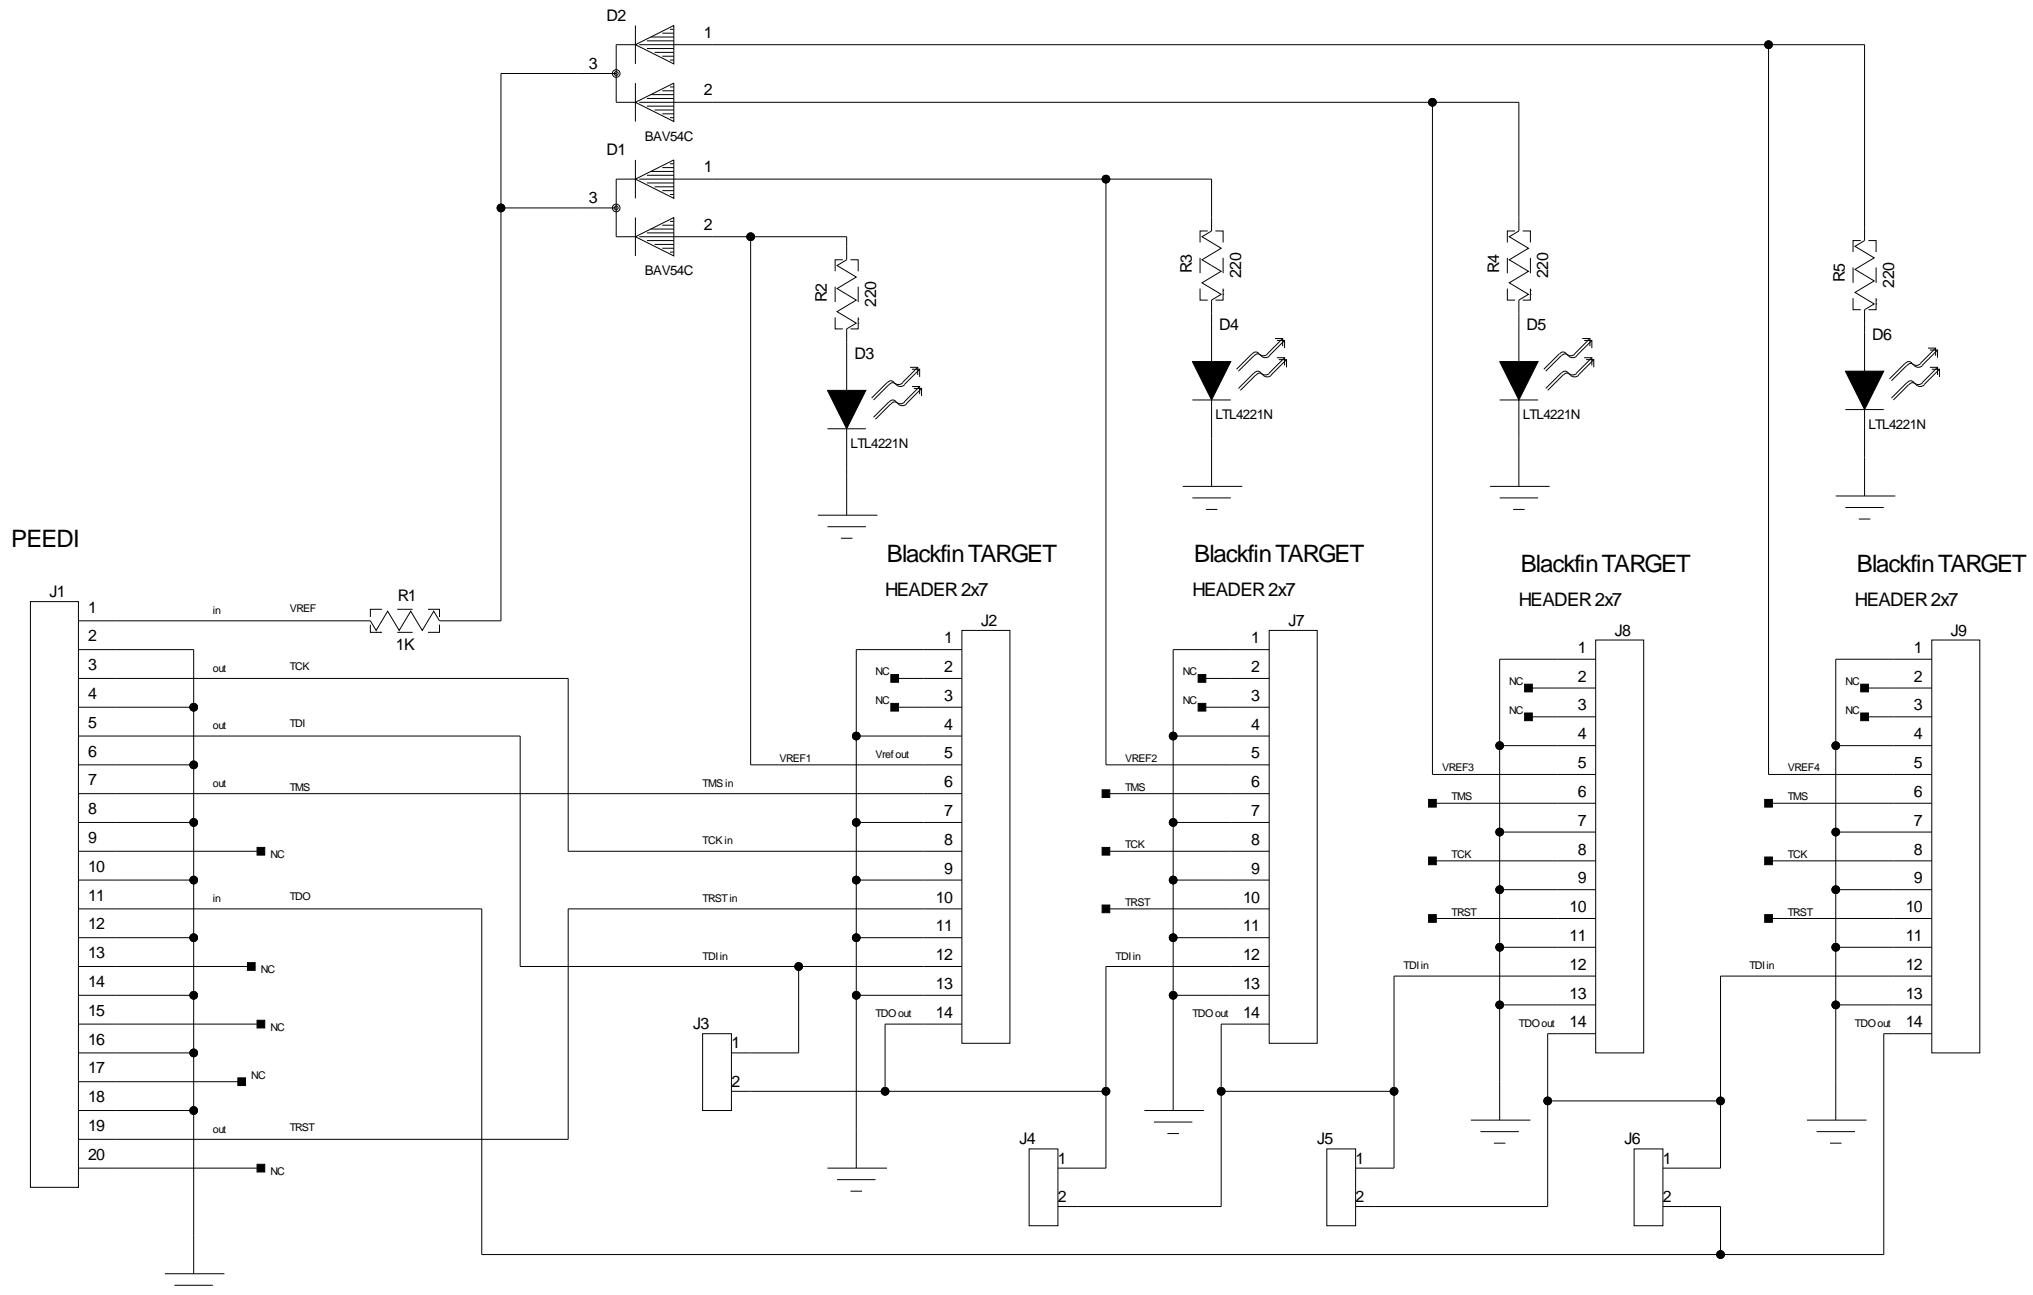 D2
1
3
2
BAV54C
D1
1
3
2
BAV54C
R2
220
D3
LTL4221N
R3
220
D4
LTL4221N
R4
220
D5
LTL4221N
R5
220
D6
LTL4221N
PEEDI
J1
1 in VREF
R1
1K
2
3 out TCK
4
5 out TDI
6
7 out TMS
8
9 NC
10
11 in TDO
12
13 NC
14
15 NC
16
17 NC
18
19 out TRST
20 NC
Blackfin TARGET
HEADER 2x7
J2
1
NC 2
NC 3
4
VREF1 Vref out 5
TMS in 6
7
TCK in 8
9
TRST in 10
11
TDI in 12
13
TDO out 14
J3
1
2
Blackfin TARGET
HEADER 2x7
J7
1
NC 2
NC 3
4
VREF2 5
TMS 6
7
TCK 8
9
TRST 10
11
TDI in 12
13
TDO out 14
J4
1
2
Blackfin TARGET
HEADER 2x7
J8
1
NC 2
NC 3
4
VREF3 5
TMS 6
7
TCK 8
9
TRST 10
11
TDI in 12
13
TDO out 14
J5
1
2
Blackfin TARGET
HEADER 2x7
J9
1
NC 2
NC 3
4
VREF4 5
TMS 6
7
TCK 8
9
TRST 10
11
TDI in 12
13
TDO out 14
J6
1
2